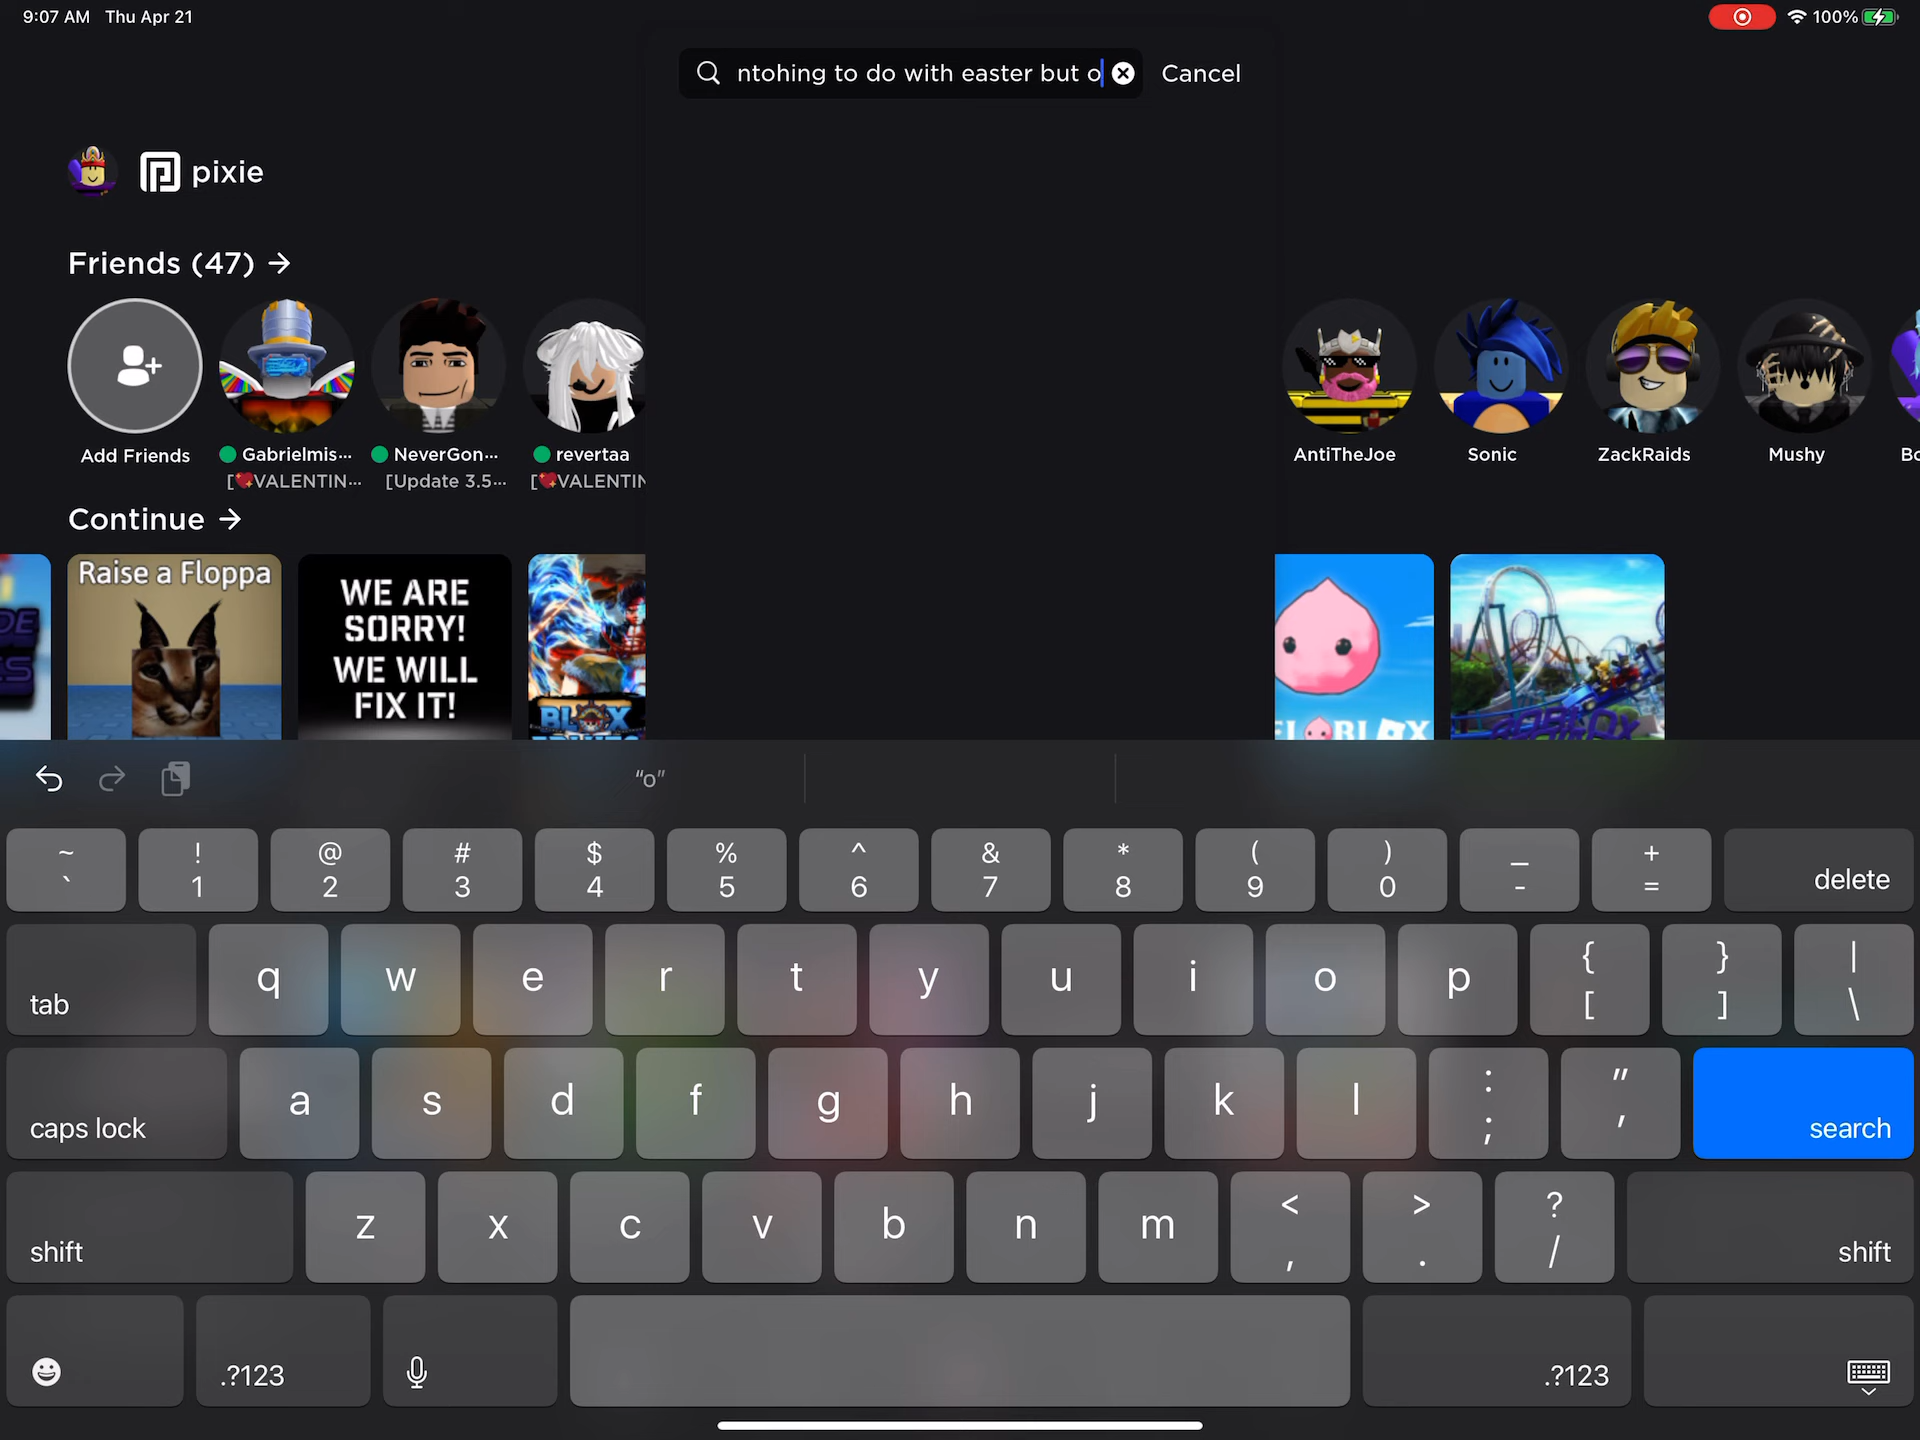 9:07 AM Thu Apr 21
100%
ntohing to do with easter but o
Cancel
pixie
Friends (47) →
Add Friends
Gabrielmis...
[💖VALENTIN...
NeverGon...
[Update 3.5...
revertaa
[💖VALENTIN
AntiTheJoe
Sonic
ZackRaids
Mushy
Bo
Continue →
Raise a Floppa
WE ARE
SORRY!
WE WILL
FIX IT!
BLOX
“o”
~ ! @ # $ % ^ & * ( ) _ +
` 1 2 3 4 5 6 7 8 9 0 - = delete
tab q w e r t y u i o p { [ } ] | \
caps lock a s d f g h j k l : ; " ' search
shift z x c v b n m < , > . ? / shift
.?123 .?123